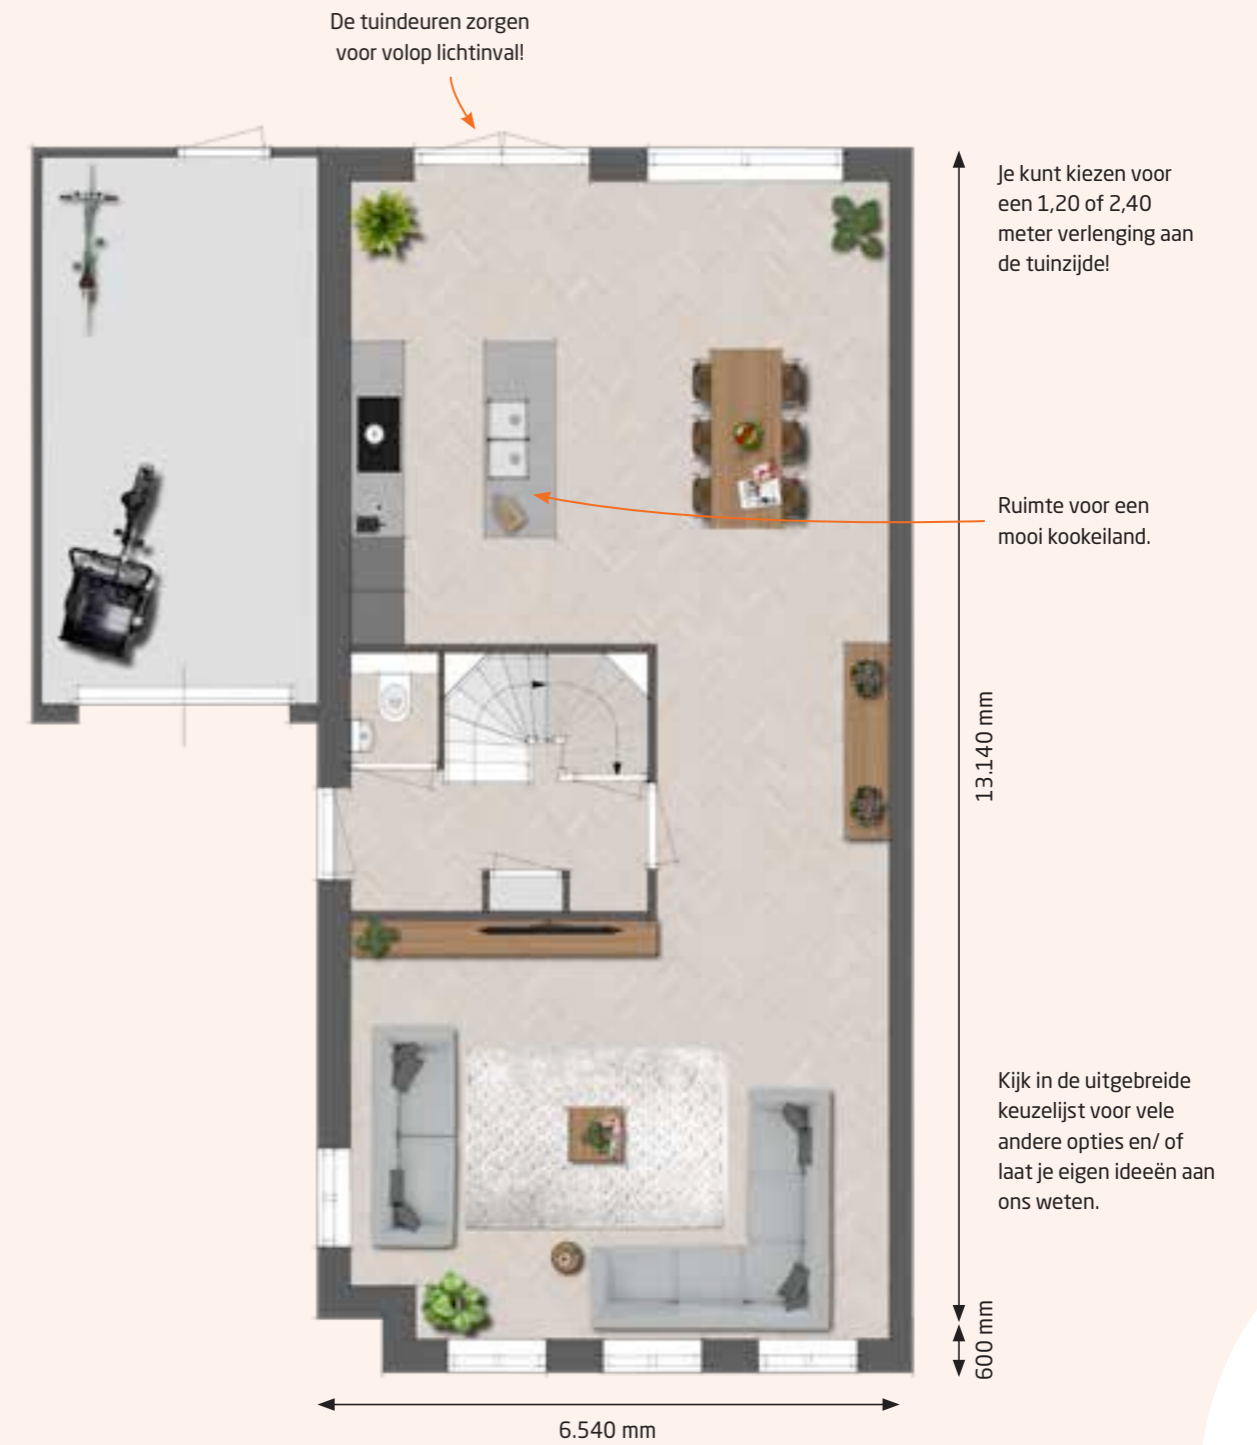 De tuindeuren zorgen
voor volop lichtinval!
Je kunt kiezen voor
een 1,20 of 2,40
meter verlenging aan
de tuinzijde!
Ruimte voor een
mooi kookeiland.
13.140 mm
Kijk in de uitgebreide
keuzelijst voor vele
andere opties en/ of
laat je eigen ideeën aan
ons weten.
600 mm
6.540 mm